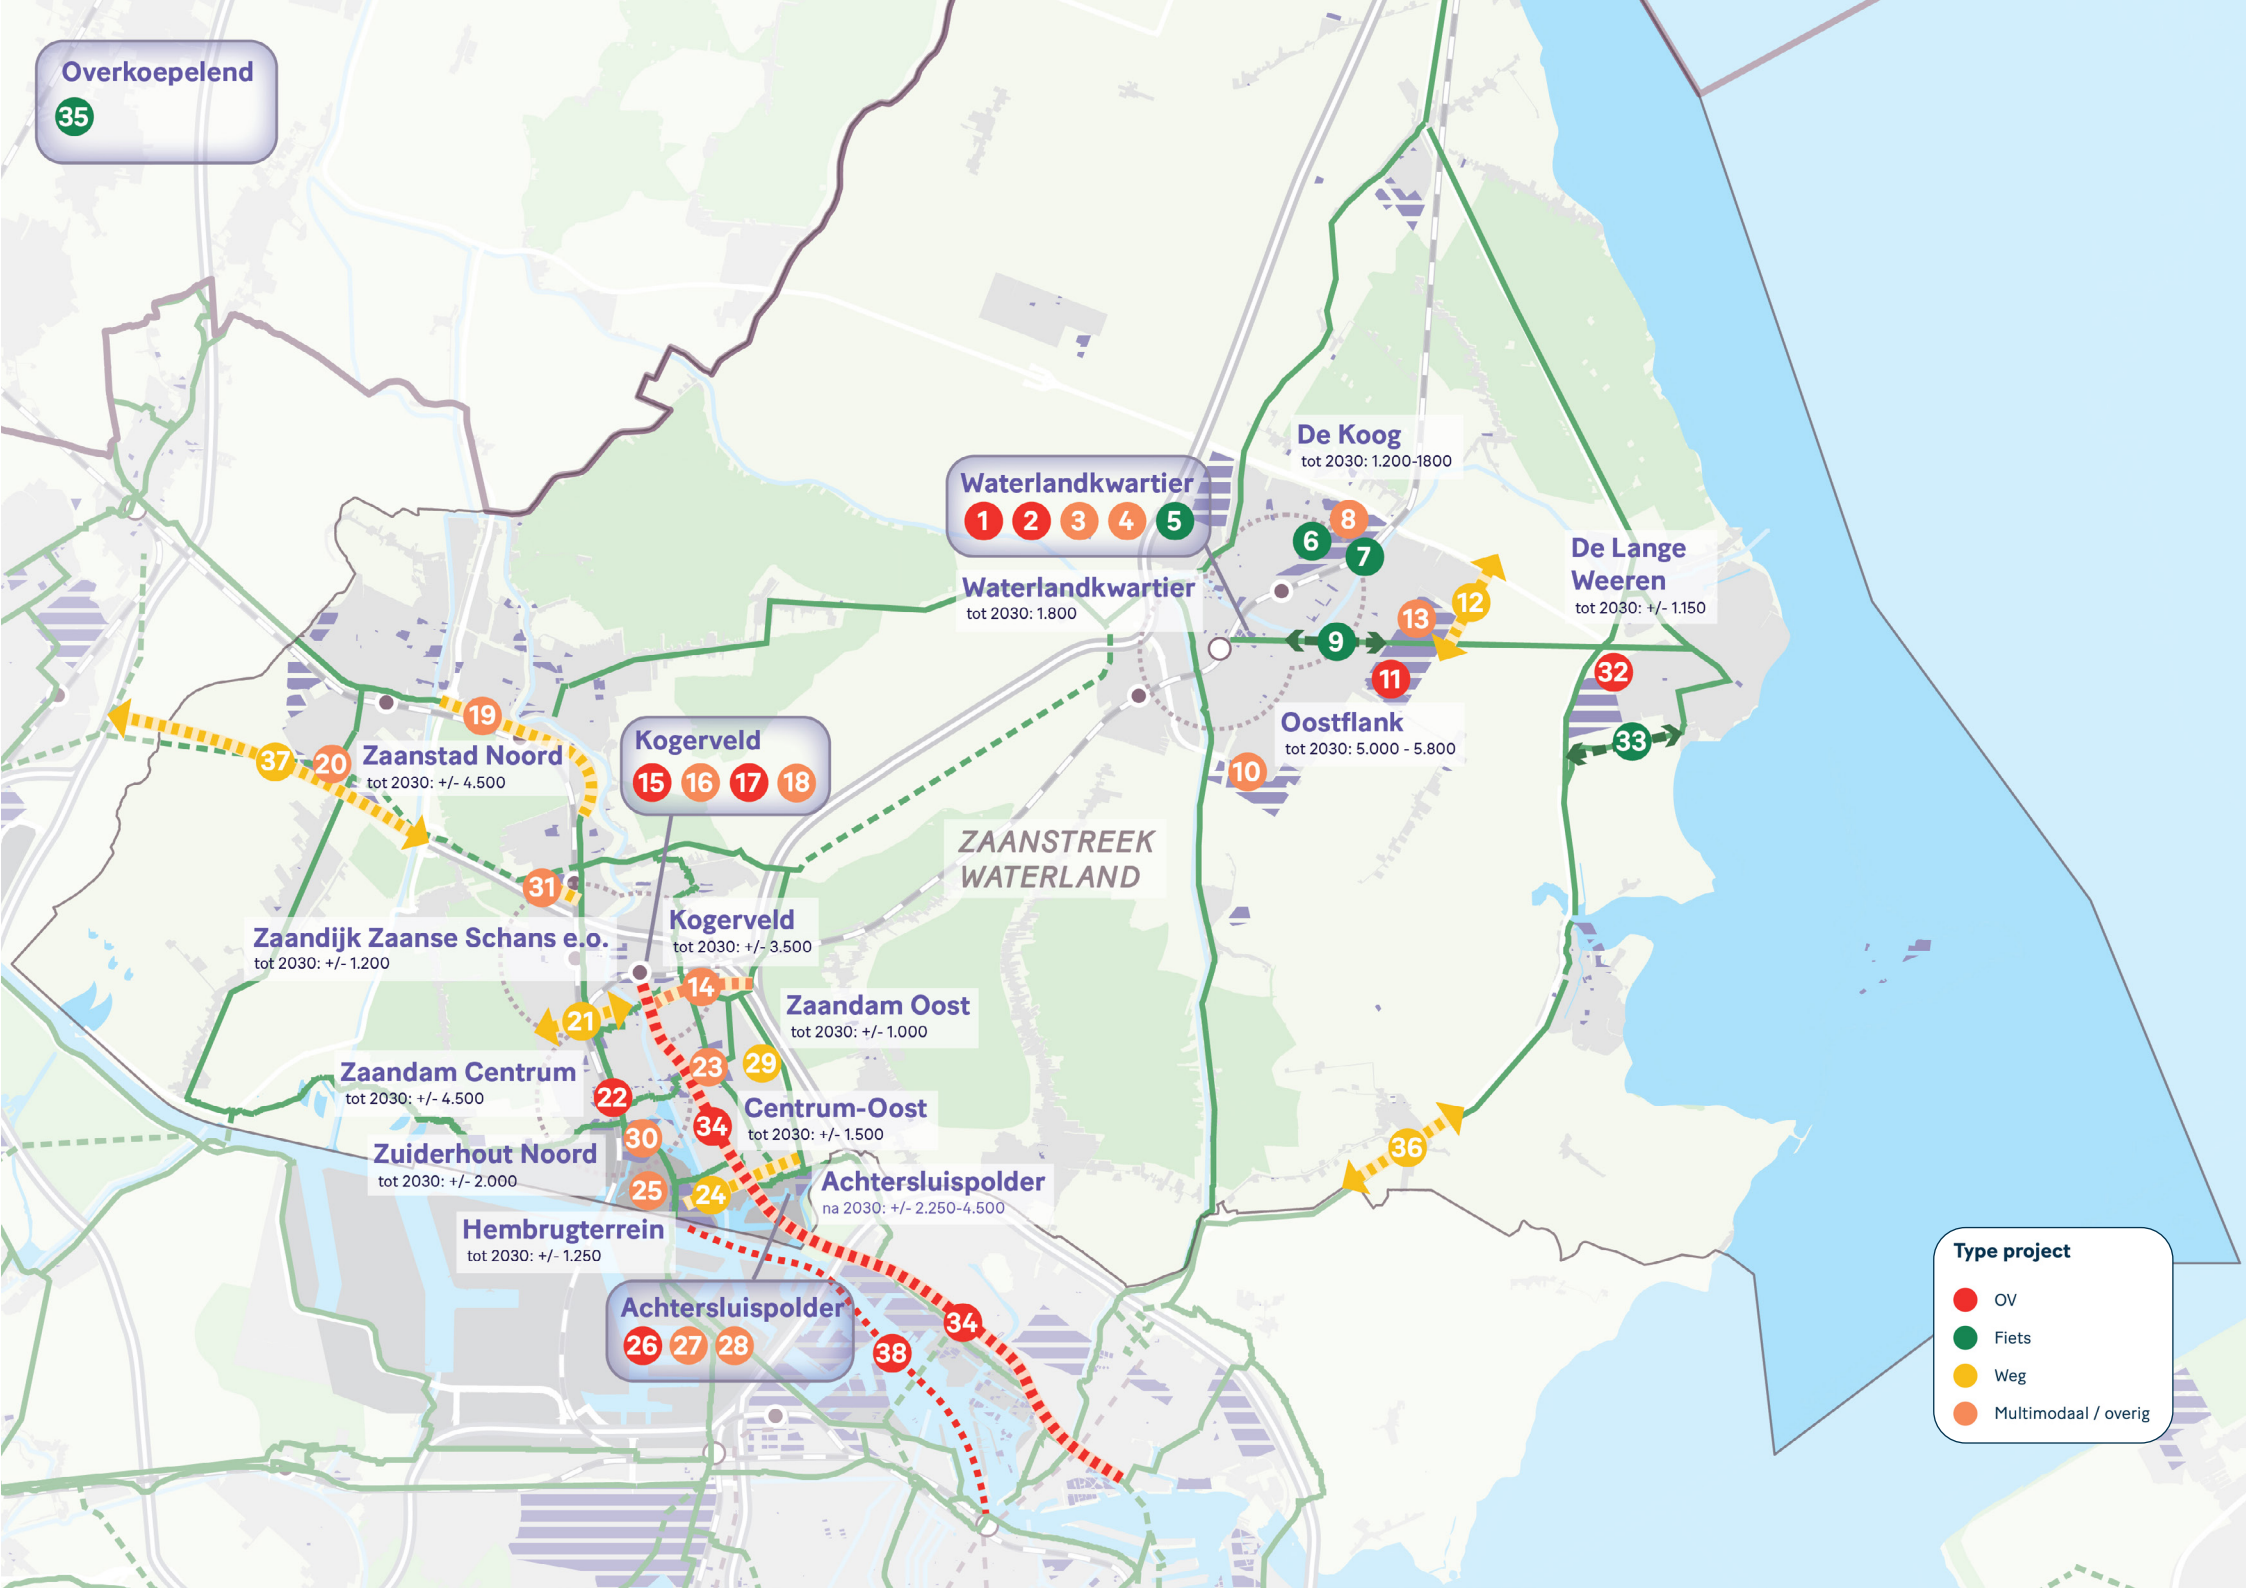 Overkoepelend
35
De Koog
tot 2030: 1.200-1800
Waterlandkwartier
1 2 3 4 5
8
6
7
De Lange
Weeren
tot 2030: +/- 1.150
Waterlandkwartier
tot 2030: 1.800
12
13
9
11
32
33
19
Kogerveld
15 16 17 18
Oostflank
tot 2030: 5.000 - 5.800
10
37
20
Zaanstad Noord
tot 2030: +/- 4.500
ZAANSTREEK
WATERLAND
31
Kogerveld
tot 2030: +/- 3.500
Zaandijk Zaanse Schans e.o.
tot 2030: +/- 1.200
14
21
Zaandam Oost
tot 2030: +/- 1.000
23
29
Zaandam Centrum
tot 2030: +/- 4.500
22
34
Centrum-Oost
tot 2030: +/- 1.500
30
36
Zuiderhout Noord
tot 2030: +/- 2.000
25
24
Achtersluispolder
na 2030: +/- 2.250-4.500
Hembrugterrein
tot 2030: +/- 1.250
Achtersluispolder
26 27 28
34
38
Type project
OV
Fiets
Weg
Multimodaal / overig